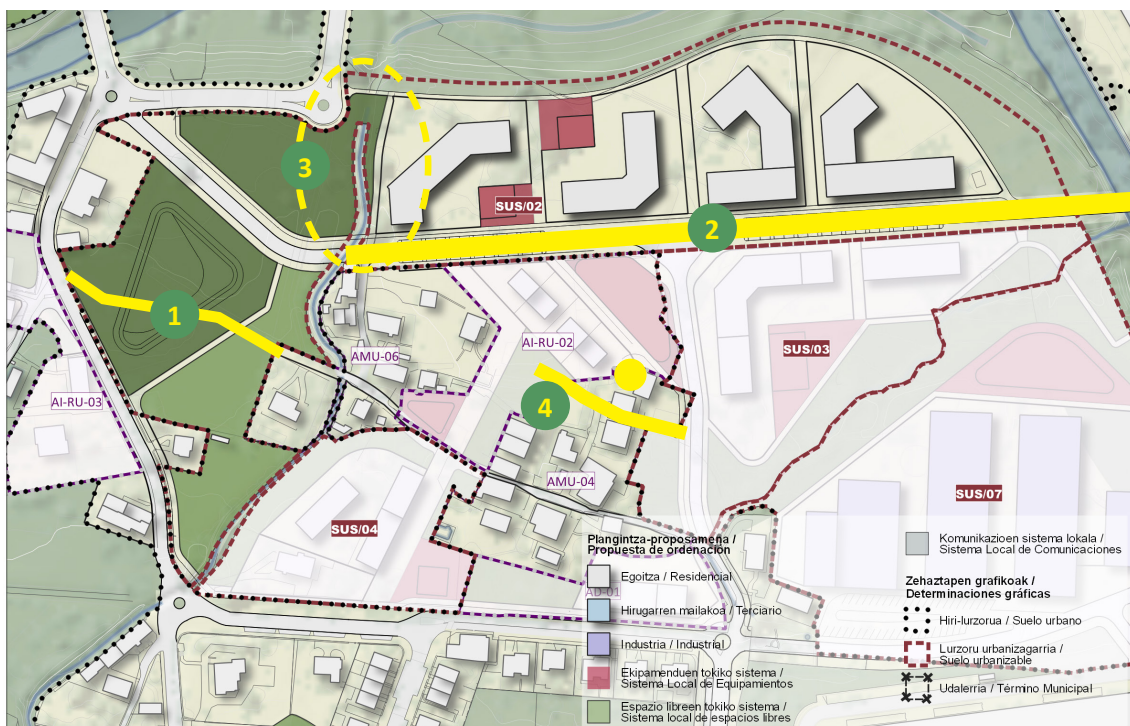 3
SUS/02
2
1
AI-RU-02
SUS/03
AMU-06
AI-RU-03
4
AMU-04
SUS/07
SUS/04
AD-01
Plangintza-proposamena /
Propuesta de ordenación
Egoitza / Residencial
Hirugarren mailakoa / Terciario
Industria / Industrial
Ekipamenduen tokiko sistema /
Sistema Local de Equipamientos
Espazio libreen tokiko sistema /
Sistema local de espacios libres
Komunikazioen sistema lokala /
Sistema Local de Comunicaciones
Zehaztapen grafikoak /
Determinaciones gráficas
Hiri-lurzorua / Suelo urbano
Lurzoru urbanizagarria /
Suelo urbanizable
Udalerria / Término Municipal